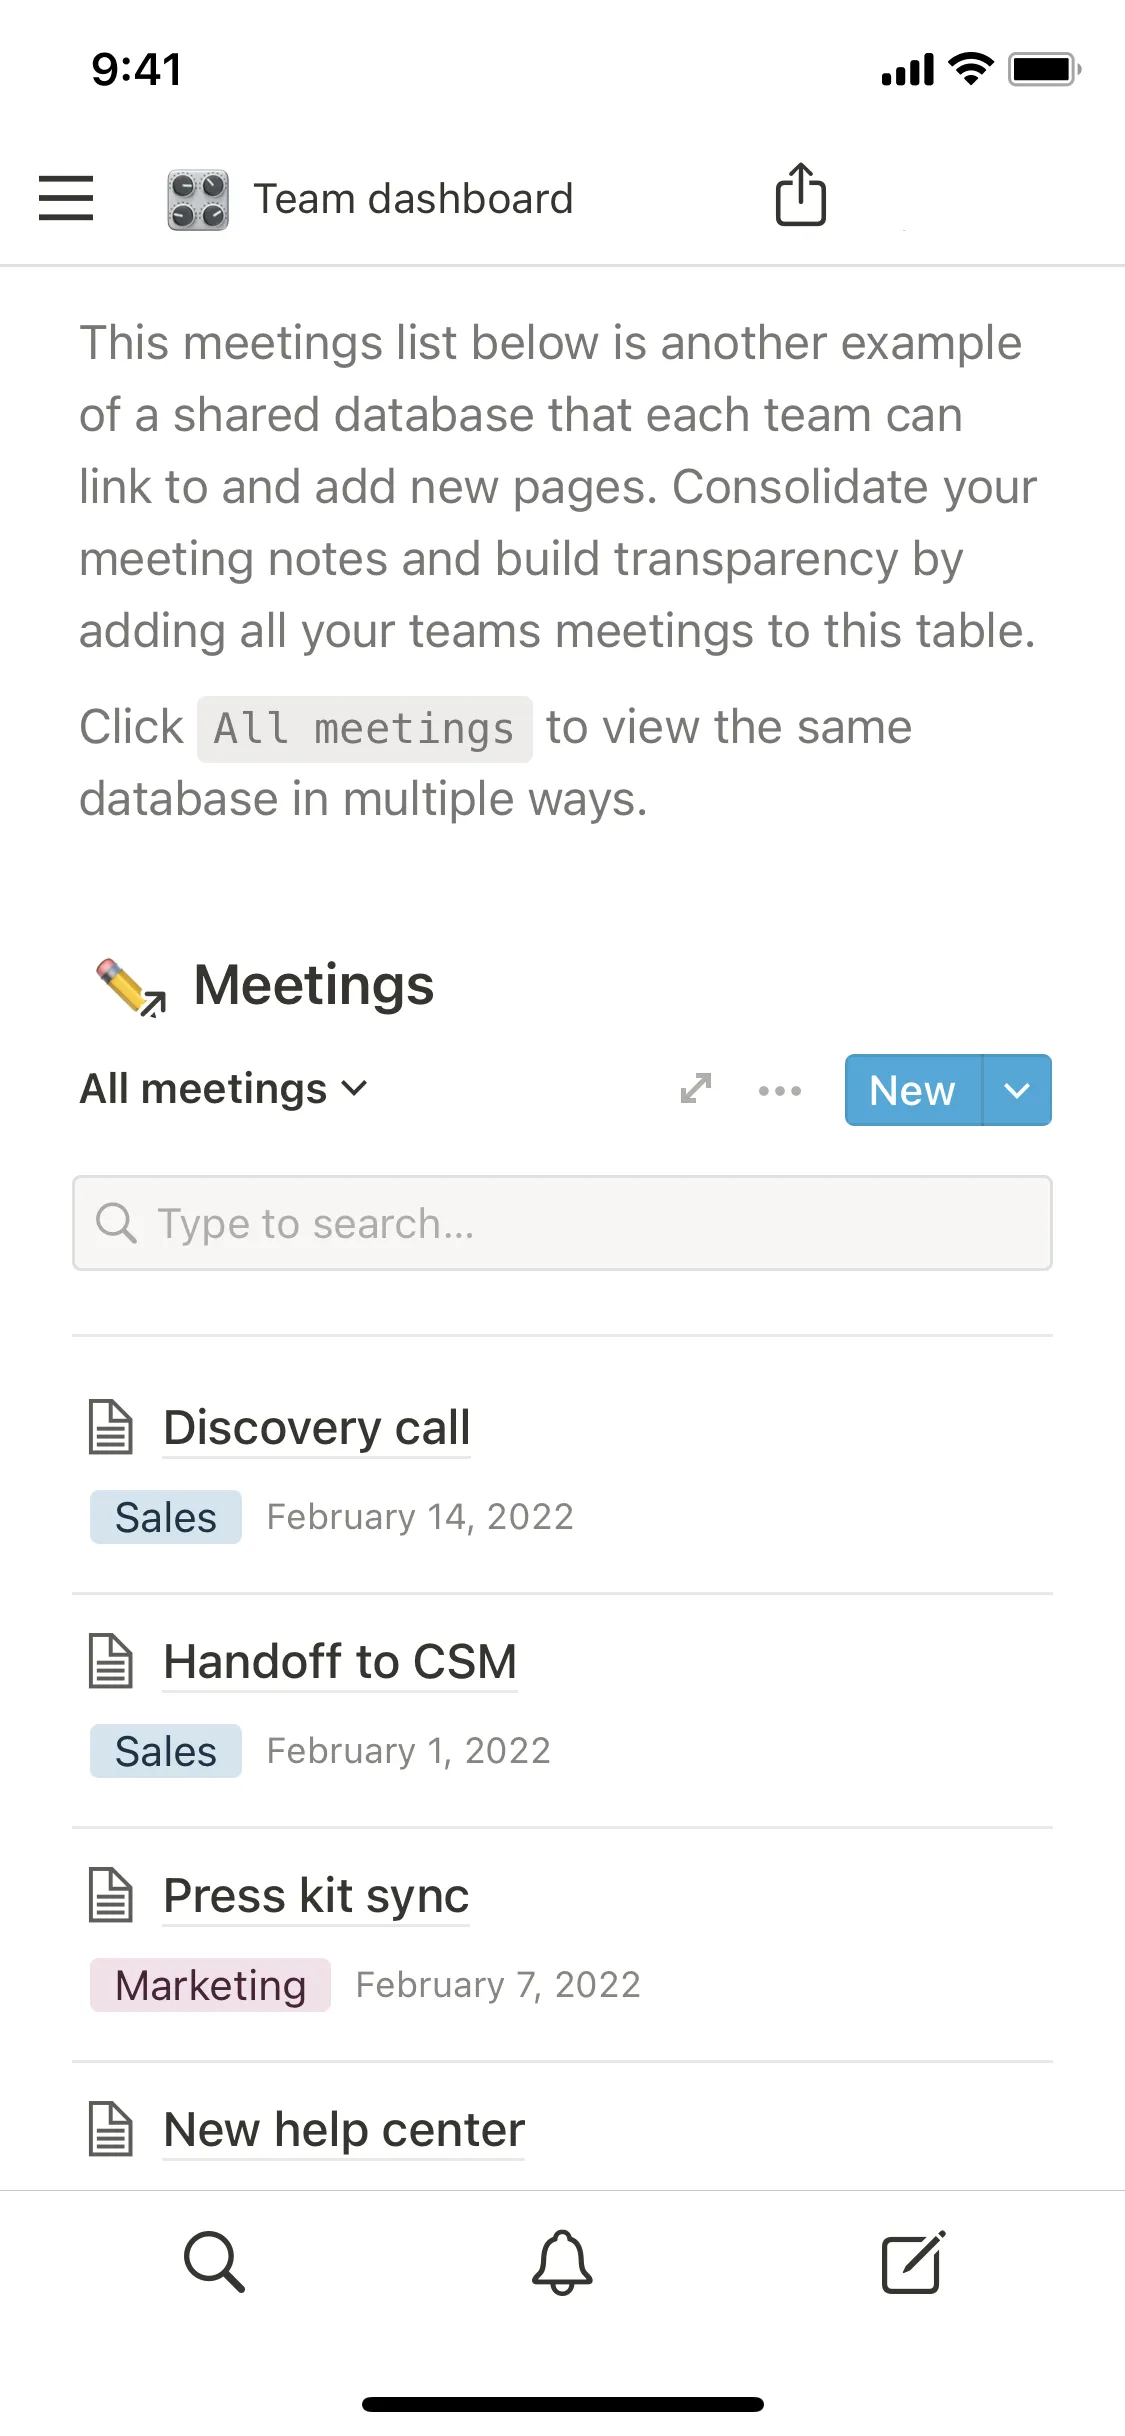 9:41
Team dashboard
This meetings list below is another example
of a shared database that each team can
link to and add new pages. Consolidate your
meeting notes and build transparency by
adding all your teams meetings to this table.
Click All meetings to view the same
database in multiple ways.
Meetings
All meetings
New
Type to search...
Discovery call
Sales February 14, 2022
Handoff to CSM
Sales February 1, 2022
Press kit sync
Marketing February 7, 2022
New help center